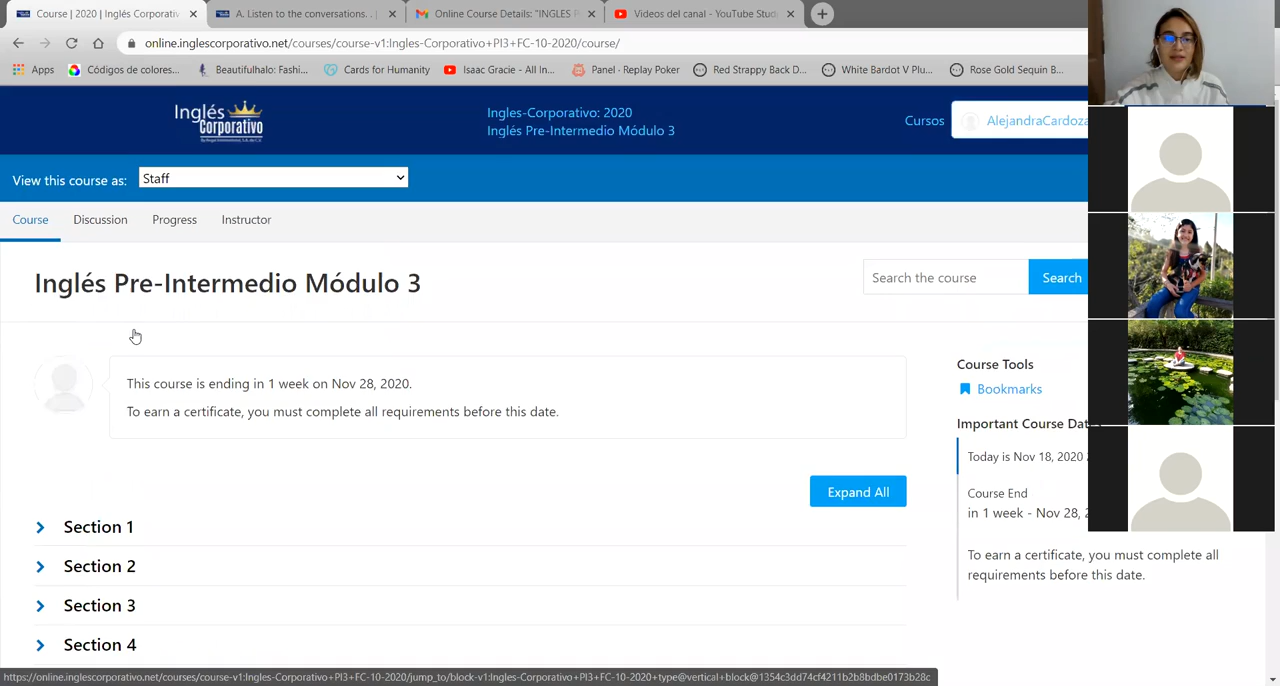 Course | 2020 | Inglés Corporativ
A. Listen to the conversations. . |
Online Course Details: "INGLES P
Videos del canal - YouTube Stud
online.inglescorporativo.net/courses/course-v1:Ingles-Corporativo+PI3+FC-10-2020/course/
Apps
Códigos de colores...
Beautifulhalo: Fashi...
Cards for Humanity
Isaac Gracie - All In...
Panel · Replay Poker
Red Strappy Back D...
White Bardot V Plu...
Rose Gold Sequin B...
Inglés
Corporativo
Ingles-Corporativo: 2020
Inglés Pre-Intermedio Módulo 3
Cursos
AlejandraCardoza
View this course as:
Staff
Course
Discussion
Progress
Instructor
Inglés Pre-Intermedio Módulo 3
Search the course
Search
This course is ending in 1 week on Nov 28, 2020.
To earn a certificate, you must complete all requirements before this date.
Expand All
Section 1
Section 2
Section 3
Section 4
Course Tools
Bookmarks
Important Course Dat
Today is Nov 18, 2020
Course End
in 1 week - Nov 28,
To earn a certificate, you must complete all
requirements before this date.
https://online.inglescorporativo.net/courses/course-v1:Ingles-Corporativo+PI3+FC-10-2020/jump_to/block-v1:Ingles-Corporativo+PI3+FC-10-2020+type@vertical+block@1354c3dd74cf4211b2b8bdbe0173b28c